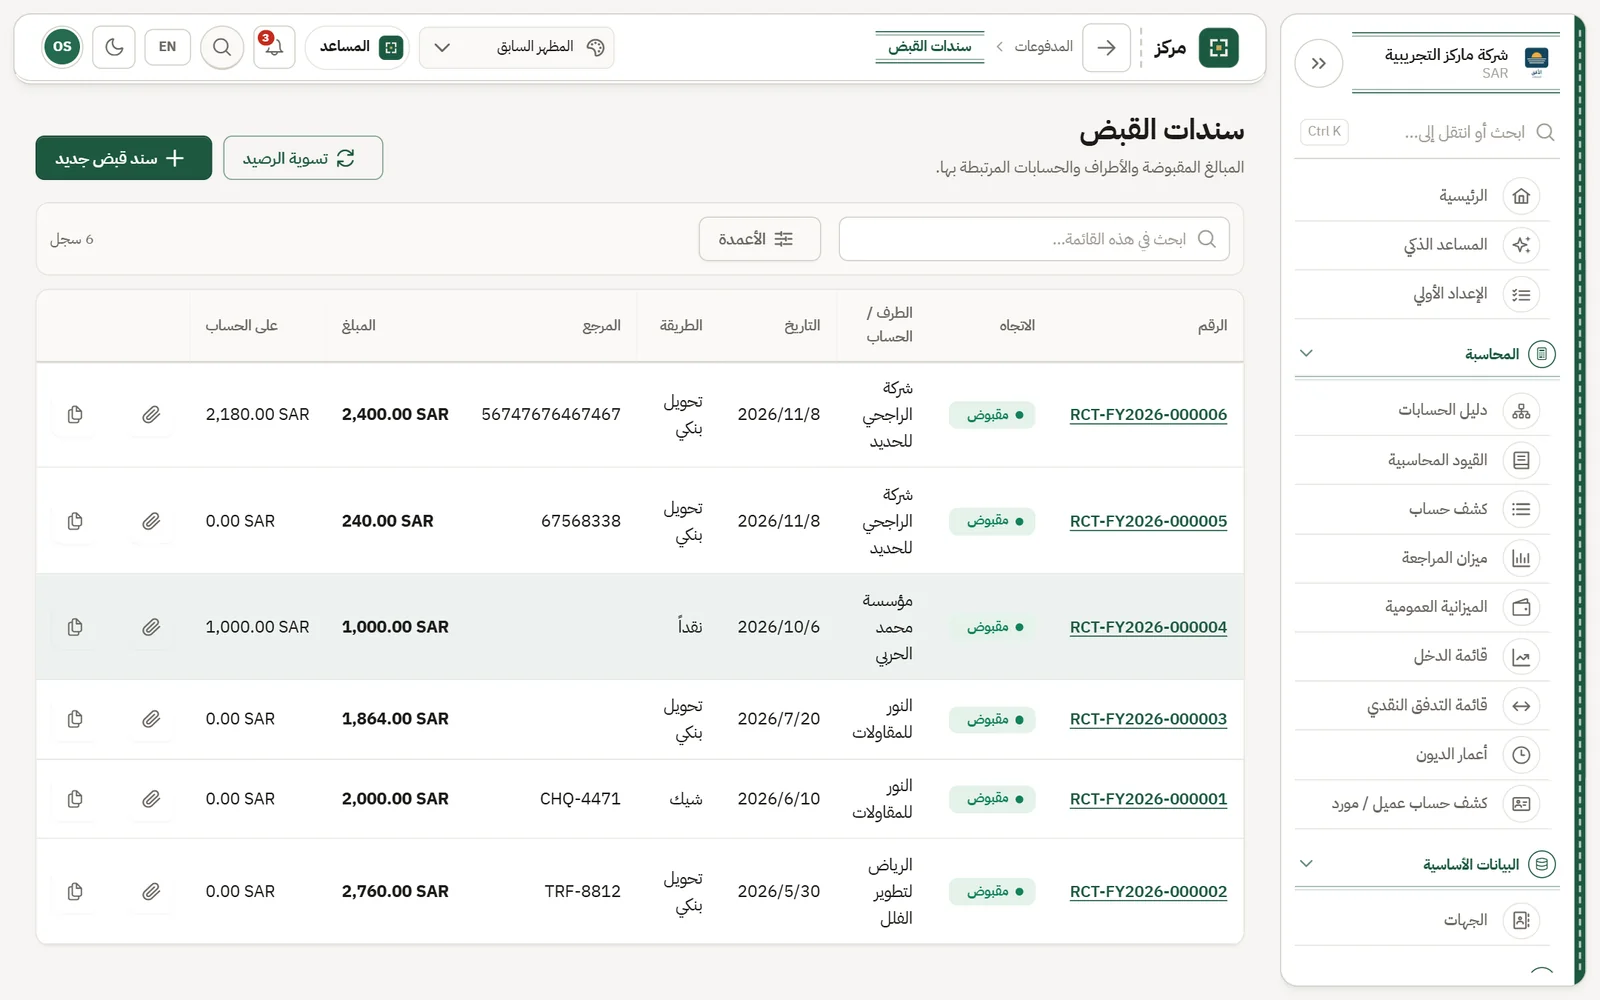 شركة ماركز التجريبية
SAR
ابحث أو انتقل إلى...
Ctrl K
الرئيسية
المساعد الذكي
الإعداد الأولي
المحاسبة
دليل الحسابات
القيود المحاسبية
كشف حساب
ميزان المراجعة
الميزانية العمومية
قائمة الدخل
قائمة التدفق النقدي
أعمار الديون
كشف حساب عميل / مورد
البيانات الأساسية
الجهات
مركز
المدفوعات
سندات القبض
المظهر السابق
المساعد
3
EN
OS
سندات القبض
المبالغ المقبوضة والأطراف والحسابات المرتبطة بها.
تسوية الرصيد
سند قبض جديد
ابحث في هذه القائمة...
الأعمدة
6 سجل
الرقم
الاتجاه
الطرف /
الحساب
التاريخ
الطريقة
المرجع
المبلغ
على الحساب
RCT-FY2026-000006
مقبوض
شركة
الراجحي
للحديد
2026/11/8
تحويل
بنكي
56747676467467
2,400.00 SAR
2,180.00 SAR
RCT-FY2026-000005
مقبوض
شركة
الراجحي
للحديد
2026/11/8
تحويل
بنكي
67568338
240.00 SAR
0.00 SAR
RCT-FY2026-000004
مقبوض
مؤسسة
محمد
الحربي
2026/10/6
نقداً
1,000.00 SAR
1,000.00 SAR
RCT-FY2026-000003
مقبوض
النور
للمقاولات
2026/7/20
تحويل
بنكي
1,864.00 SAR
0.00 SAR
RCT-FY2026-000001
مقبوض
النور
للمقاولات
2026/6/10
شيك
CHQ-4471
2,000.00 SAR
0.00 SAR
RCT-FY2026-000002
مقبوض
الرياض
لتطوير
الفلل
2026/5/30
تحويل
بنكي
TRF-8812
2,760.00 SAR
0.00 SAR